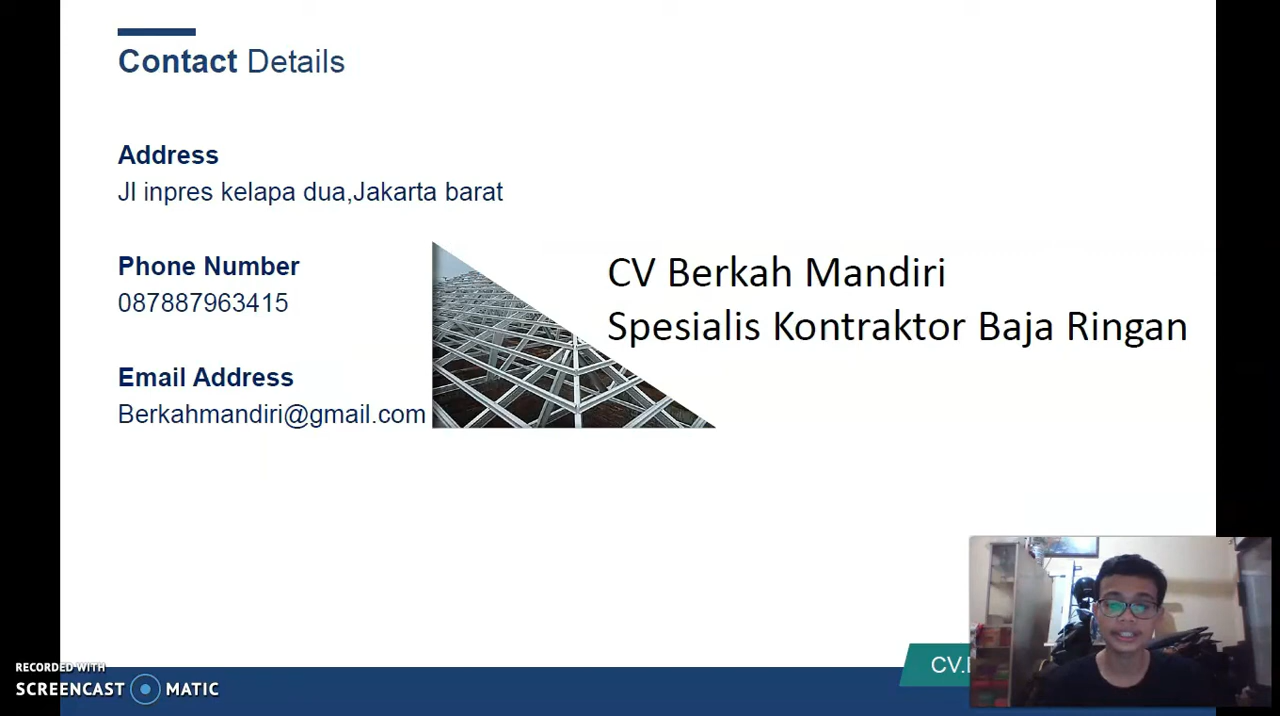 Contact Details
Address
Jl inpres kelapa dua,Jakarta barat
Phone Number
087887963415
Email Address
Berkahmandiri@gmail.com
CV Berkah Mandiri
Spesialis Kontraktor Baja Ringan
RECORDED WITH
SCREENCAST MATIC